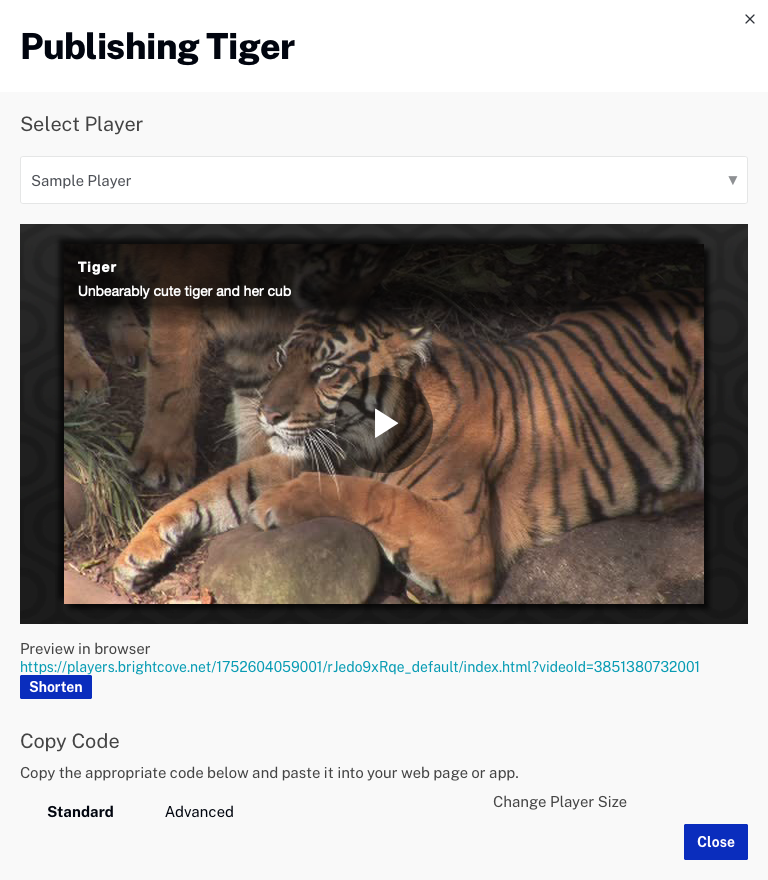 ×
Publishing Tiger
Select Player
Sample Player
Tiger
Unbearably cute tiger and her cub
Preview in browser
https://players.brightcove.net/1752604059001/rJedo9xRqe_default/index.html?videoId=3851380732001
Shorten
Copy Code
Copy the appropriate code below and paste it into your web page or app.
Standard Advanced Change Player Size
Close